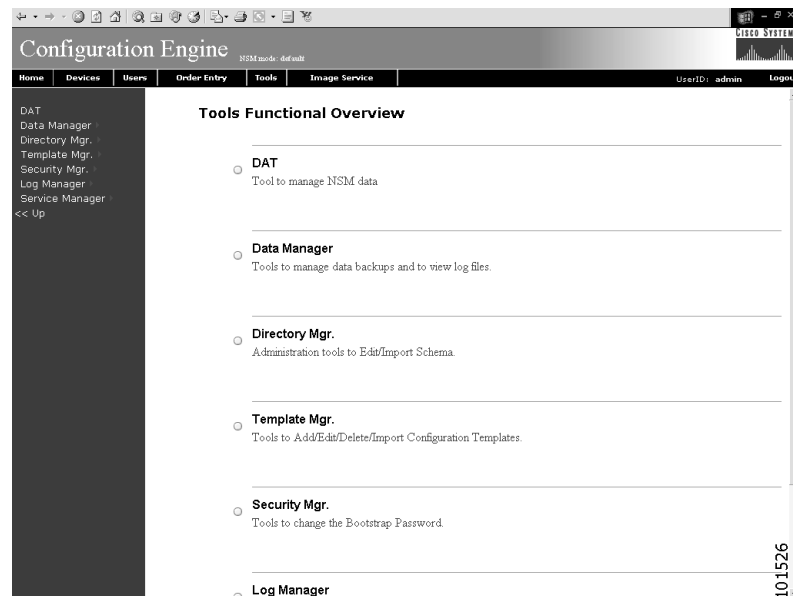 CISCO SYSTEM
Configuration Engine
NSM mode: default
Home Devices Users Order Entry Tools Image Service
UserID: admin Logou
DAT
Data Manager
Directory Mgr.
Template Mgr.
Security Mgr.
Log Manager
Service Manager
<< Up
Tools Functional Overview
DAT
Tool to manage NSM data
Data Manager
Tools to manage data backups and to view log files.
Directory Mgr.
Administration tools to Edit/Import Schema.
Template Mgr.
Tools to Add/Edit/Delete/Import Configuration Templates.
Security Mgr.
Tools to change the Bootstrap Password.
Log Manager
101526